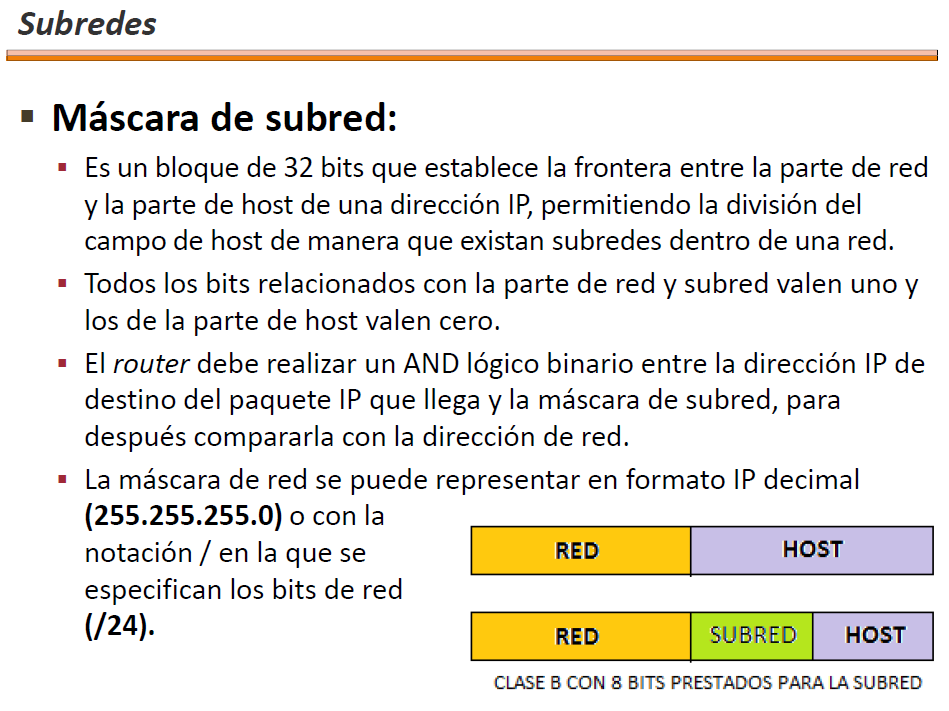 Subredes
Máscara de subred:
Es un bloque de 32 bits que establece la frontera entre la parte de red
y la parte de host de una dirección IP, permitiendo la división del
campo de host de manera que existan subredes dentro de una red.
Todos los bits relacionados con la parte de red y subred valen uno y
los de la parte de host valen cero.
El router debe realizar un AND lógico binario entre la dirección IP de
destino del paquete IP que llega y la máscara de subred, para
después compararla con la dirección de red.
La máscara de red se puede representar en formato IP decimal
(255.255.255.0) o con la
notación / en la que se
especifican los bits de red
(/24).
RED HOST
RED SUBRED HOST
CLASE B CON 8 BITS PRESTADOS PARA LA SUBRED